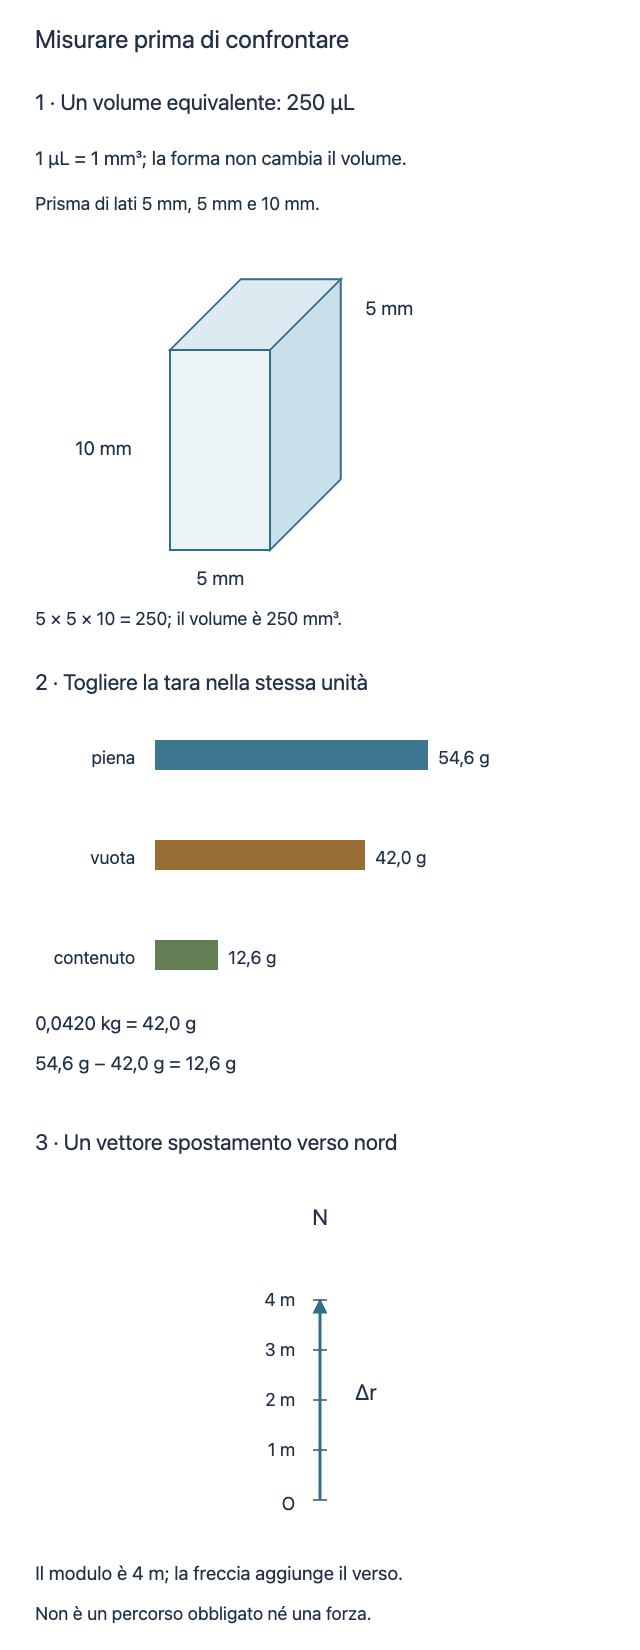 Misurare prima di confrontare
1 · Un volume equivalente: 250 µL
1 µL = 1 mm³; la forma non cambia il volume.
Prisma di lati 5 mm, 5 mm e 10 mm.
5 mm
10 mm
5 mm
5 × 5 × 10 = 250; il volume è 250 mm³.
2 · Togliere la tara nella stessa unità
piena 54,6 g
vuota 42,0 g
contenuto 12,6 g
0,0420 kg = 42,0 g
54,6 g − 42,0 g = 12,6 g
3 · Un vettore spostamento verso nord
N
4 m
3 m
2 m
Δr
1 m
O
Il modulo è 4 m; la freccia aggiunge il verso.
Non è un percorso obbligato né una forza.